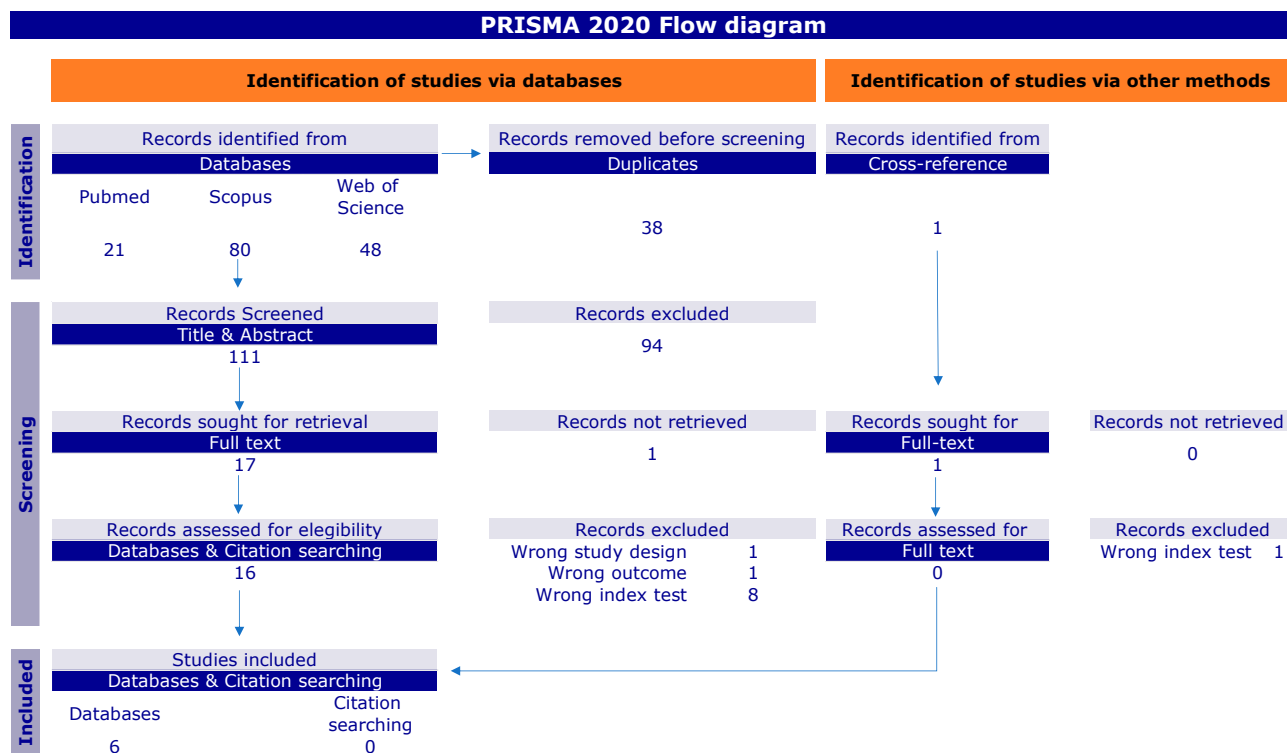 PRISMA 2020 Flow diagram
Identification of studies via databases
Identification of studies via other methods
Identification
Records identified from
Databases
Pubmed
Scopus
Web of
Science
21
80
48
Records removed before screening
Duplicates
38
Records identified from
Cross-reference
1
Screening
Records Screened
Title & Abstract
111
Records excluded
94
Records sought for retrieval
Full text
17
Records not retrieved
1
Records sought for
Full-text
1
Records not retrieved
0
Records assessed for elegibility
Databases & Citation searching
16
Records excluded
Wrong study design 1
Wrong outcome 1
Wrong index test 8
Records assessed for
Full text
0
Records excluded
Wrong index test 1
Included
Studies included
Databases & Citation searching
Databases
Citation
searching
6
0